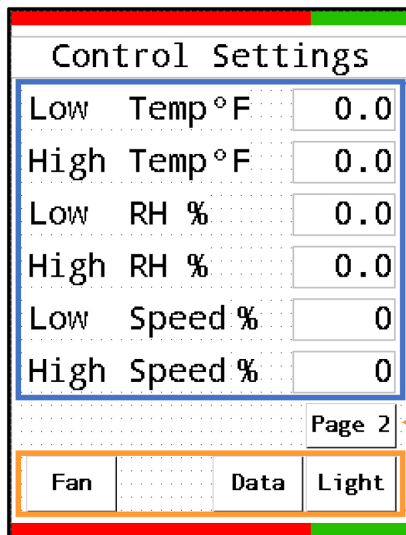 Control Settings
Low Temp°F 0.0
High Temp°F 0.0
Low RH % 0.0
High RH % 0.0
Low Speed % 0
High Speed % 0
Page 2
Fan Data Light